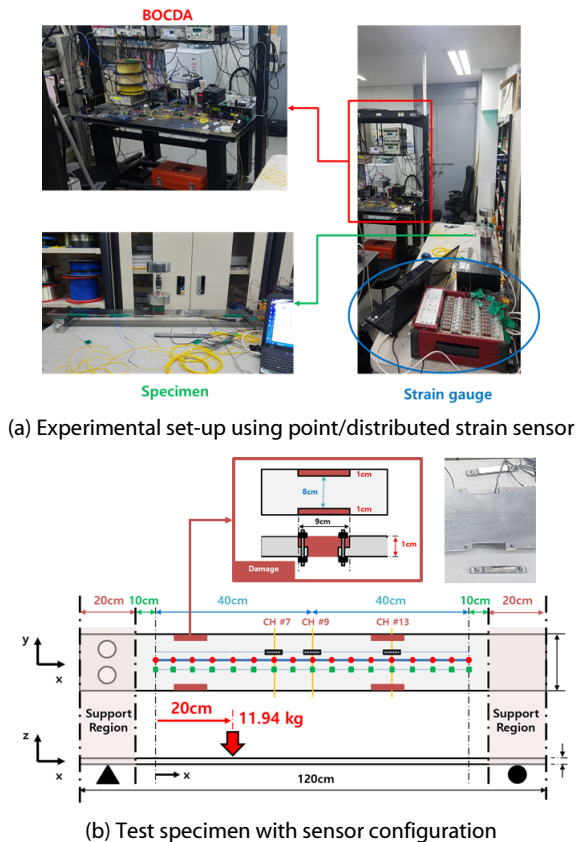 BOCDA
Specimen
Strain gauge
(a) Experimental set-up using point/distributed strain sensor
1cm
8cm
1cm
9cm
1cm
Damage
20cm 10cm 40cm 40cm 10cm 20cm
CH #7 CH #9 CH #13
y
x
Support
Region
20cm
11.94 kg
Support
Region
z
x
x
120cm
(b) Test specimen with sensor configuration